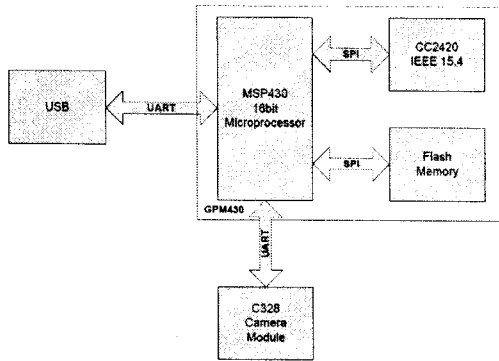 USB
UART
MSP430
16bit
Microprocessor
SPI
CC2420
IEEE 15.4
SPI
Flash
Memory
GPM430
UART
C328
Camera
Module